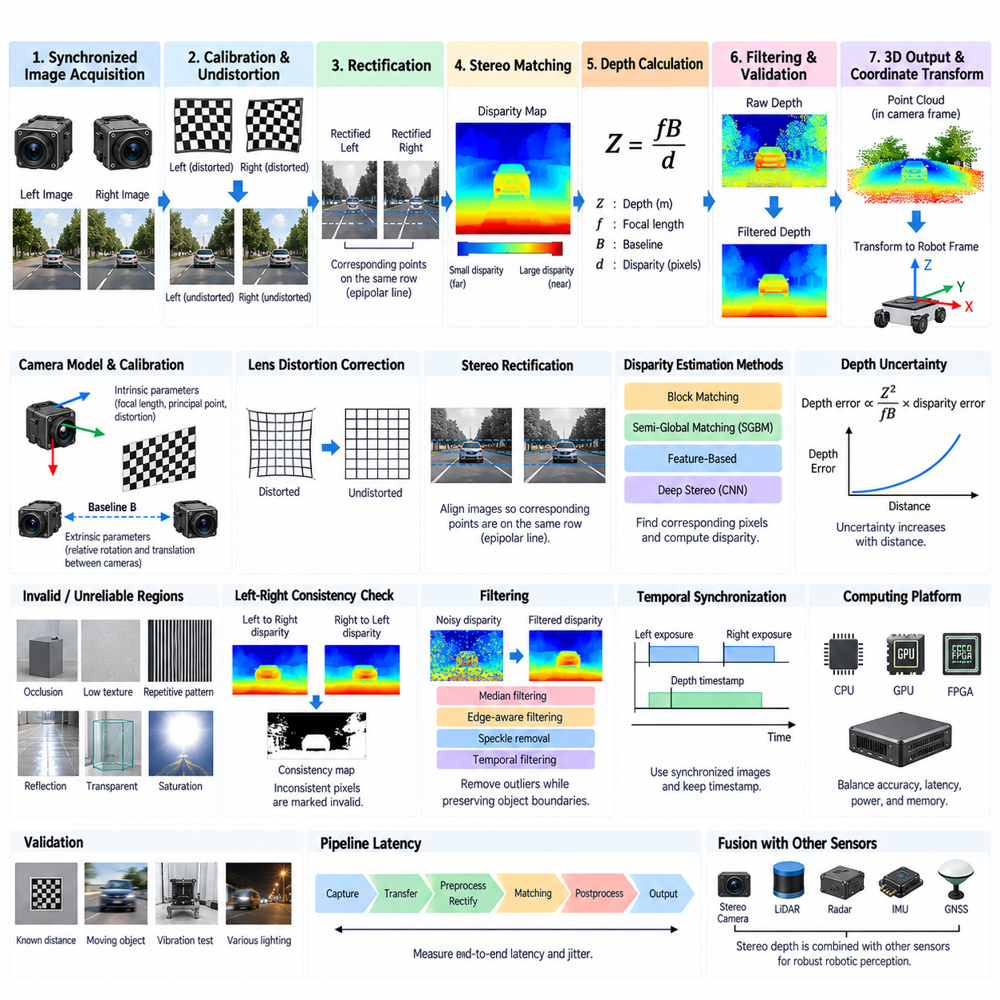 1. Synchronized
Image Acquisition
Left Image
Right Image
2. Calibration &
Undistortion
Left (distorted)
Right (distorted)
Left (undistorted)
Right (undistorted)
3. Rectification
Rectified
Left
Rectified
Right
Corresponding points
on the same row
(epipolar line)
4. Stereo Matching
Disparity Map
Small disparity
(far)
Large disparity
(near)
5. Depth Calculation
Z = fB
d
Z : Depth (m)
f : Focal length
B : Baseline
d : Disparity (pixels)
6. Filtering &
Validation
Raw Depth
Filtered Depth
7. 3D Output &
Coordinate Transform
Point Cloud
(in camera frame)
Transform to Robot Frame
Z
Y
X
Camera Model & Calibration
Intrinsic parameters
(focal length, principal point,
distortion)
Baseline B
Extrinsic parameters
(relative rotation and translation
between cameras)
Lens Distortion Correction
Distorted
Undistorted
Stereo Rectification
Align images so corresponding
points are on the same row
(epipolar line).
Disparity Estimation Methods
Block Matching
Semi-Global Matching (SGBM)
Feature-Based
Deep Stereo (CNN)
Find corresponding pixels
and compute disparity.
Depth Uncertainty
Depth error ∝ Z²
fB × disparity error
Depth
Error
Distance
Uncertainty increases
with distance.
Invalid / Unreliable Regions
Occlusion
Low texture
Repetitive pattern
Reflection
Transparent
Saturation
Left-Right Consistency Check
Left to Right
disparity
Right to Left
disparity
Consistency map
Inconsistent pixels
are marked invalid.
Filtering
Noisy disparity
Filtered disparity
Median filtering
Edge-aware filtering
Speckle removal
Temporal filtering
Remove outliers while
preserving object boundaries.
Temporal Synchronization
Left exposure
Right exposure
Depth timestamp
Time
Use synchronized images
and keep timestamp.
Computing Platform
GPU
FPGA
CPU
GPU
FPGA
Balance accuracy, latency,
power, and memory.
Validation
Known distance
Moving object
Vibration test
Various lighting
Pipeline Latency
Capture
Transfer
Preprocess
Rectify
Matching
Postprocess
Output
Measure end-to-end latency and jitter.
Fusion with Other Sensors
Stereo
Camera
LiDAR
Radar
IMU
GNSS
Stereo depth is combined with other sensors
for robust robotic perception.